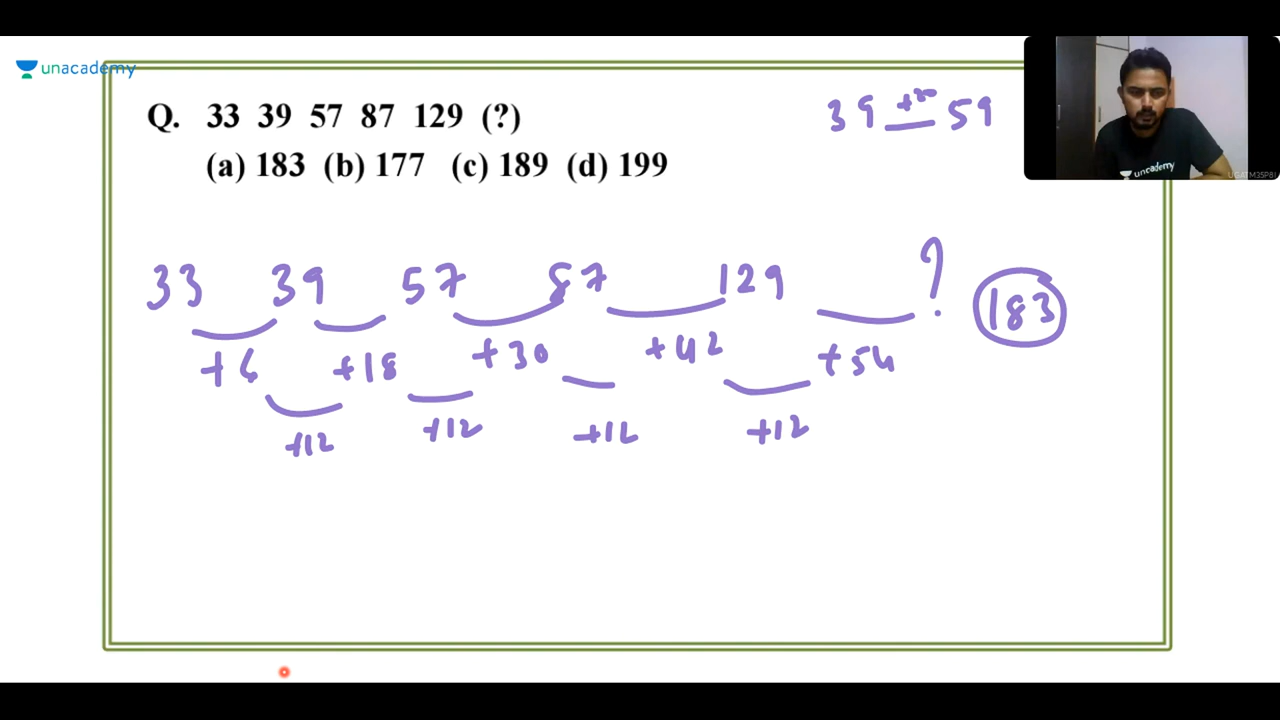 unacademy
Q. 33 39 57 87 129 (?)
(a) 183 (b) 177 (c) 189 (d) 199
39 +20 59
unacademy
33 39 57 87 129 ? 183
+6 +18 +30 +42 +54
+12 +12 +12 +12